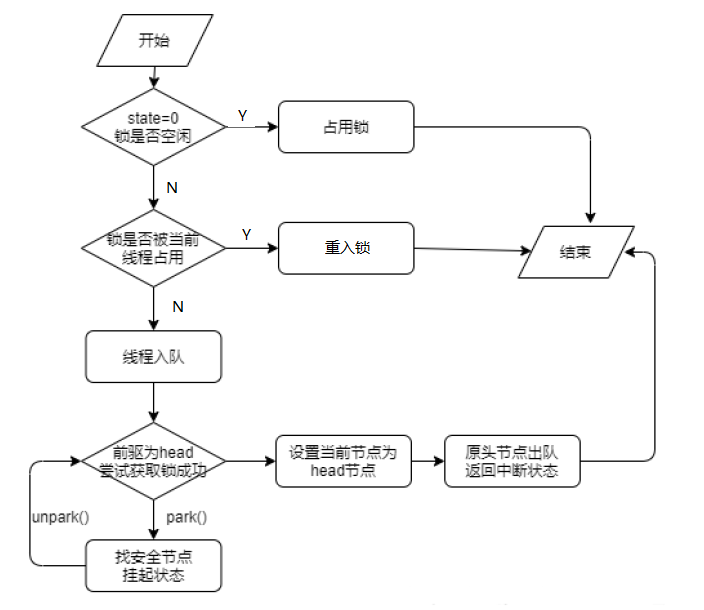 开始
state=0
锁是否空闲
Y
占用锁
N
锁是否被当前
线程占用
Y
重入锁
结束
N
线程入队
前驱为head
尝试获取锁成功
设置当前节点为
head节点
原头节点出队
返回中断状态
unpark()
park()
找安全节点
挂起状态